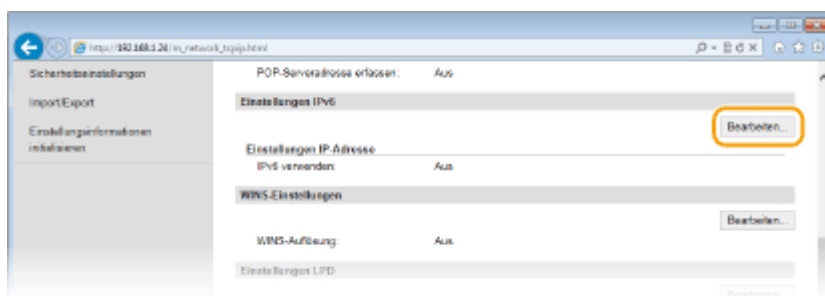 http://192.168.1.24/m_network_tcpip.html
Sicherheitseinstellungen
Import/Export
Einstellungsinformationen
initialisieren
POP-Serveradresse erfassen: Aus
Einstellungen IPv6
Bearbeiten...
Einstellungen IP-Adresse
IPv6 verwenden: Aus
WINS-Einstellungen
Bearbeiten...
WINS-Auflösung: Aus
Einstellungen LPD
Bearbeiten...